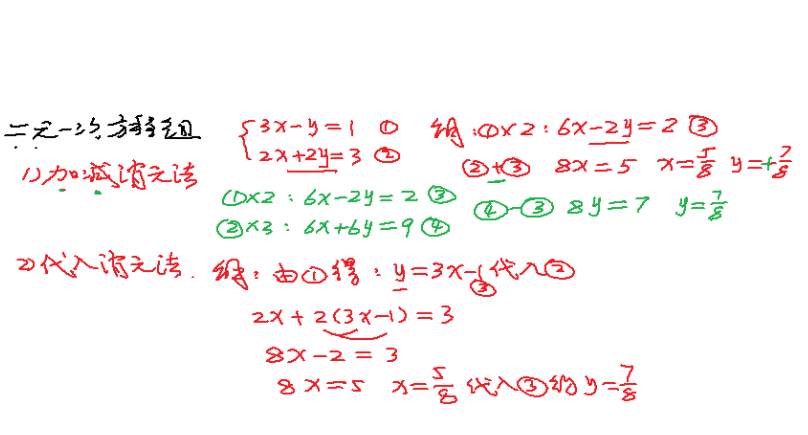 二元一次方程组
1)加减消元法
{3x-y=1 ①
2x+2y=3 ②
解:①×2:6x-2y=2 ③
②+③ 8x=5 x=5/8 y=+7/8
①×2:6x-2y=2 ③
②×3:6x+6y=9 ④
④-③ 8y=7 y=7/8
2)代入消元法.
解:由①得:y=3x-1 代入②
③
2x+2(3x-1)=3
8x-2=3
8x=5 x=5/8 代入③的y=7/8